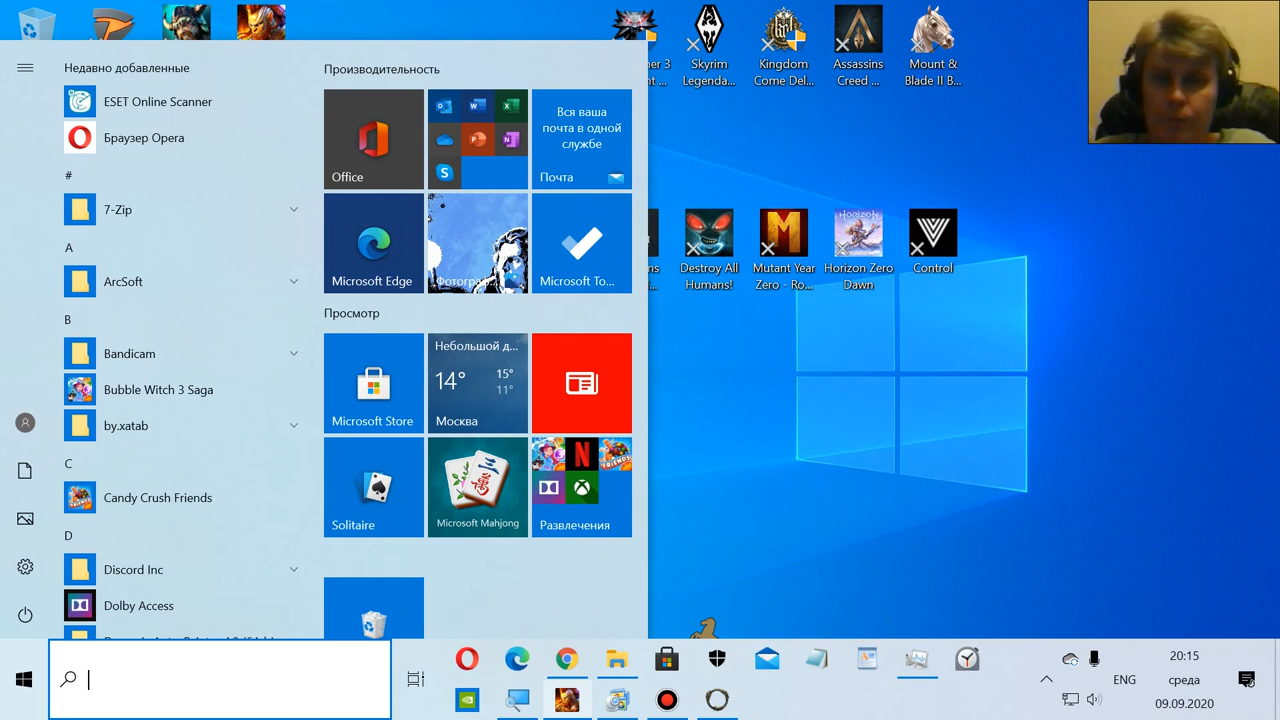 Недавно добавленные
ESET Online Scanner
Браузер Opera
#
7-Zip
A
ArcSoft
B
Bandicam
Bubble Witch 3 Saga
by.xatab
C
Candy Crush Friends
D
Discord Inc
Dolby Access
Производительность
Office
Вся ваша
почта в одной
службе
Почта
Microsoft Edge
Microsoft To...
Просмотр
Microsoft Store
Небольшой д...
14°
15°
11°
Москва
Solitaire
Microsoft Mahjong
Развлечения
Skyrim
Legenda...
Kingdom
Come Del...
Assassins
Creed ...
Mount &
Blade II B...
Destroy All
Humans!
Mutant Year
Zero - Ro...
Horizon Zero
Dawn
Control
ENG
20:15
среда
09.09.2020